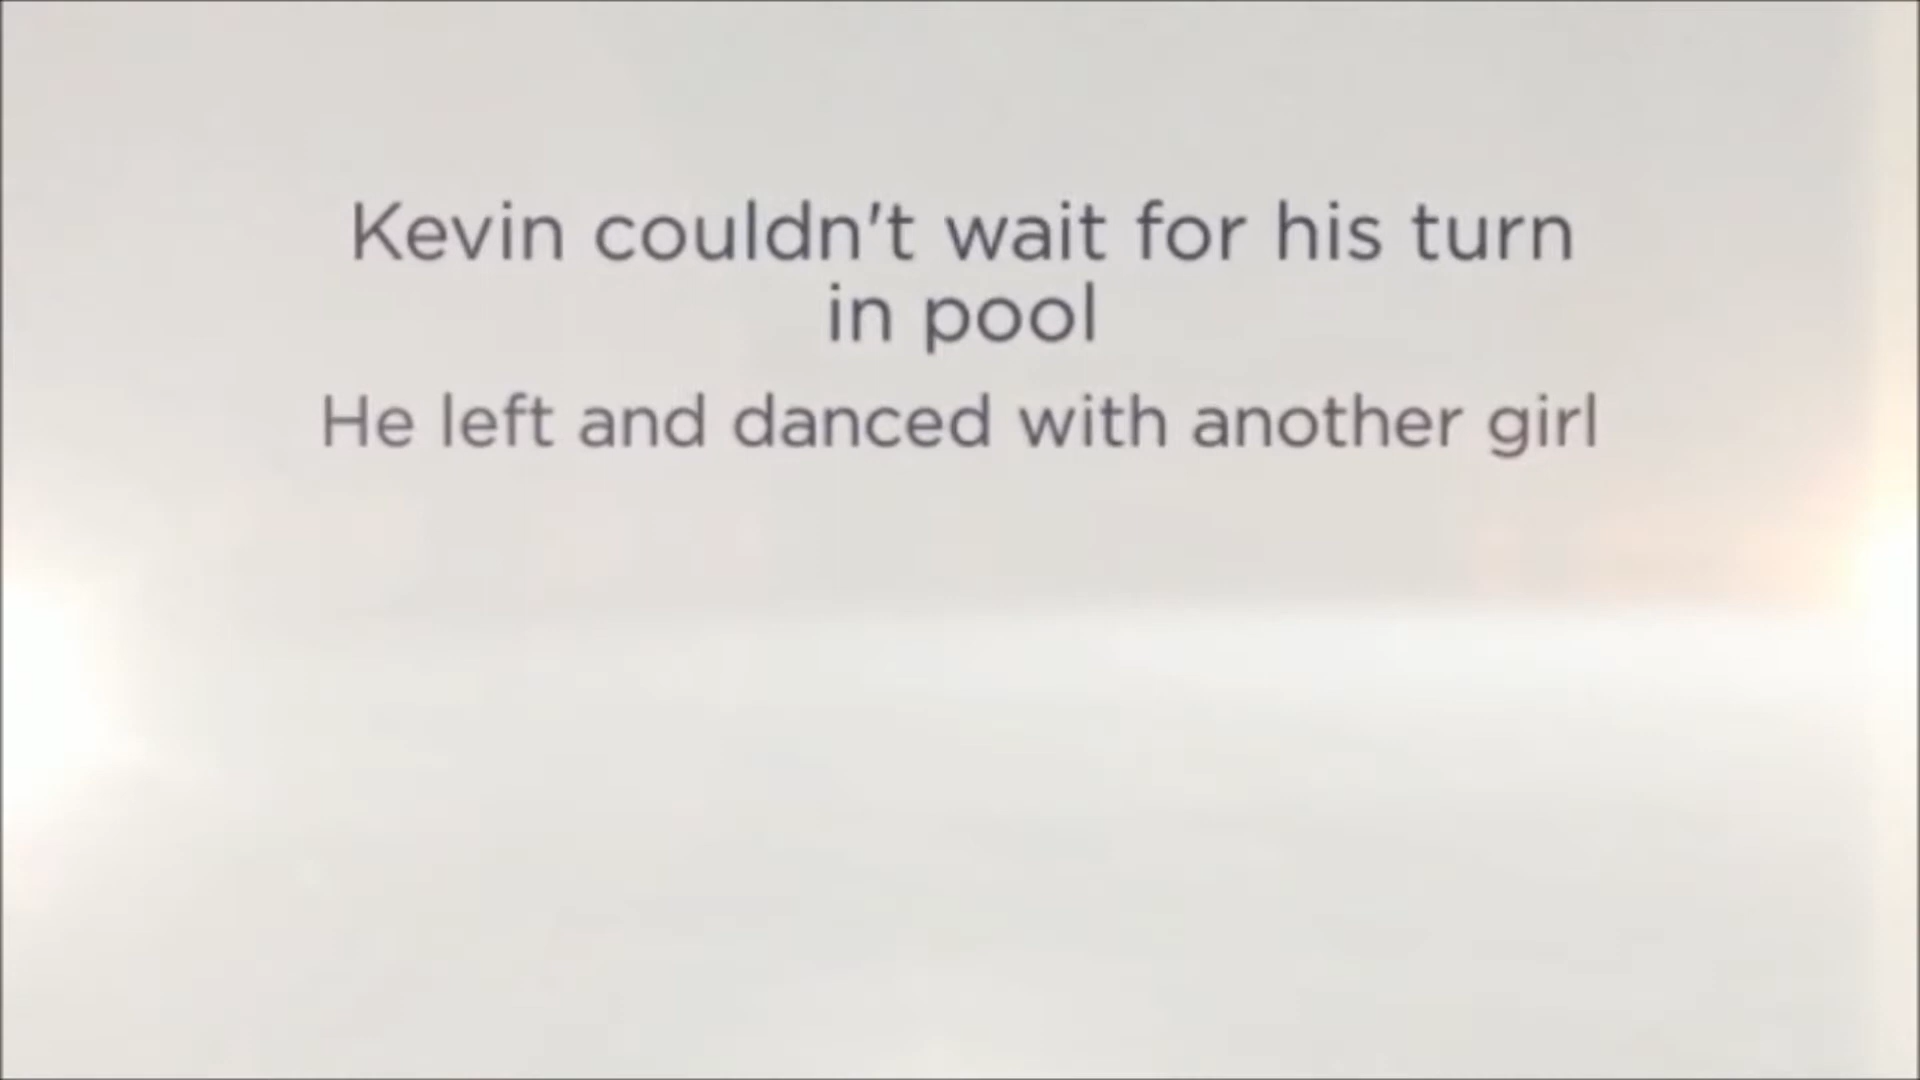 Kevin couldn't wait for his turn
in pool
He left and danced with another girl